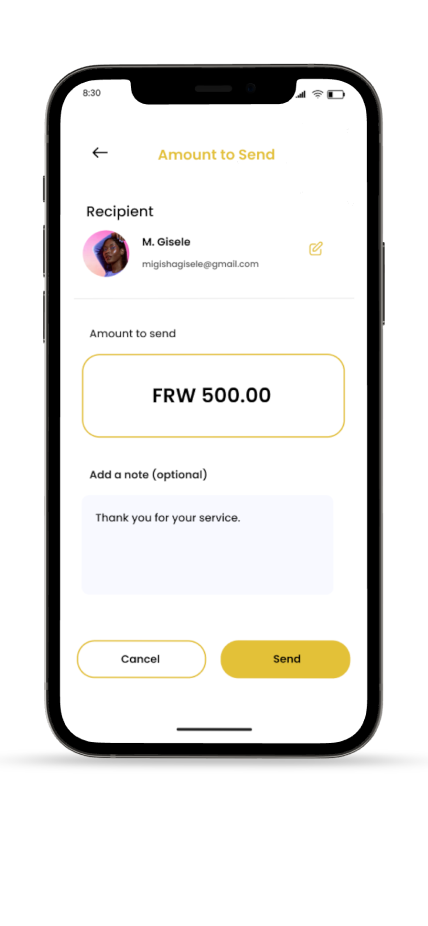 8:30
Amount to Send
Recipient
M. Gisele
migishagisele@gmail.com
Amount to send
FRW 500.00
Add a note (optional)
Thank you for your service.
Cancel
Send